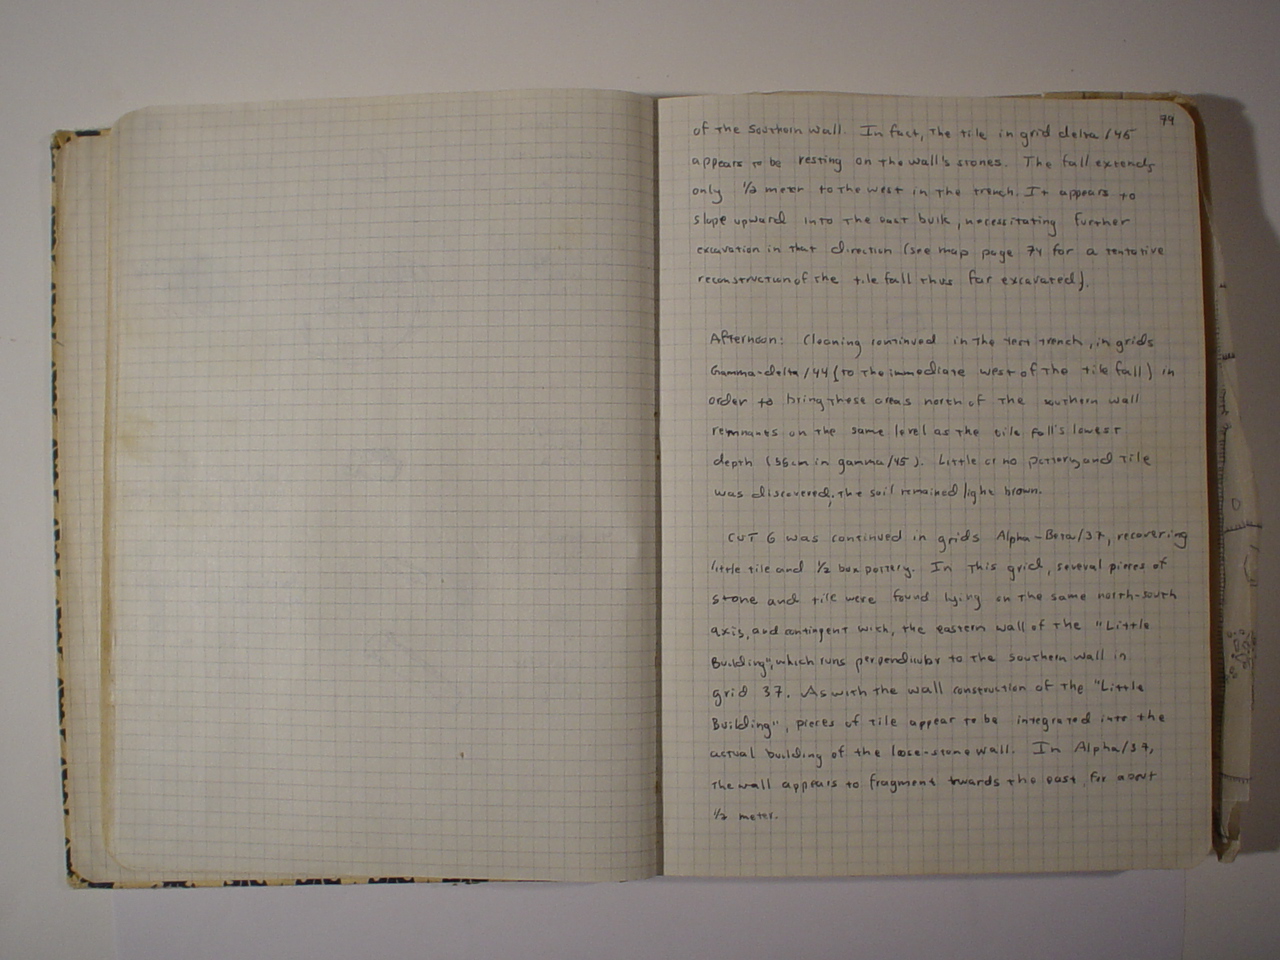 79
of the southern wall. In fact, the tile in grid delta/45
appears to be resting on the wall's stones. The fall extends
only 1/2 meter to the west in the trench. It appears to
slope upward into the east bulk, necessitating further
excavation in that direction (see map page 74 for a tentative
reconstruction of the tile fall thus far excavated).
Afternoon: Cleaning continued in the test trench, in grids
Gamma-delta/44 (to the immediate west of the tile fall) in
order to bring these areas north of the southern wall
remnants on the same level as the tile fall's lowest
depth (56cm in gamma/45). Little or no pottery and tile
was discovered; the soil remained light brown.
CUT 6 was continued in grids Alpha-Beta/37, recovering
little tile and 1/2 box pottery. In this grid, several pieces of
stone and tile were found lying on the same north-south
axis, and contingent with, the eastern wall of the "Little
Building", which runs perpendicular to the southern wall in
grid 37. As with the wall construction of the "Little
Building", pieces of tile appear to be integrated into the
actual building of the loose-stone wall. In Alpha/37,
the wall appears to fragment towards the east, for about
1/2 meter.